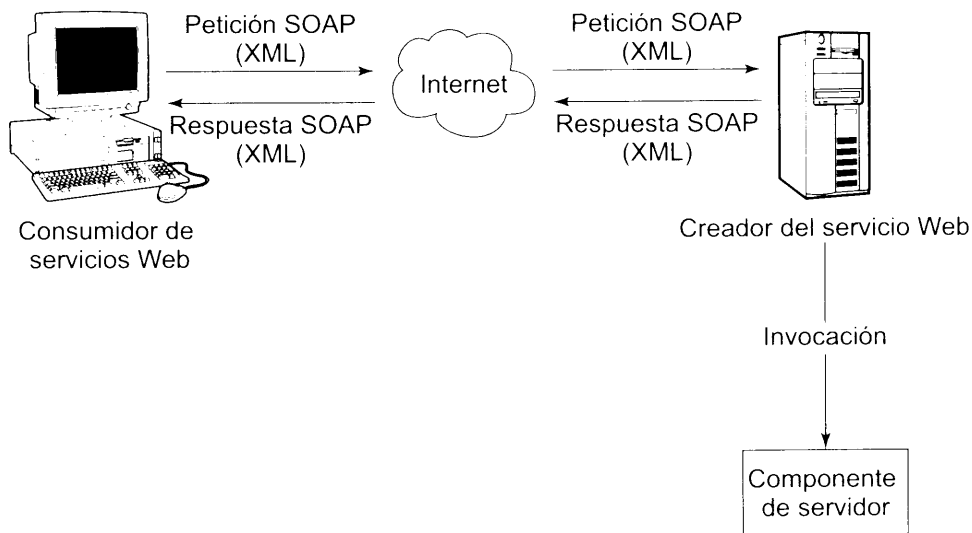 Petición SOAP
(XML)
Petición SOAP
(XML)
Internet
Respuesta SOAP
(XML)
Respuesta SOAP
(XML)
Consumidor de
servicios Web
Creador del servicio Web
Invocación
Componente
de servidor